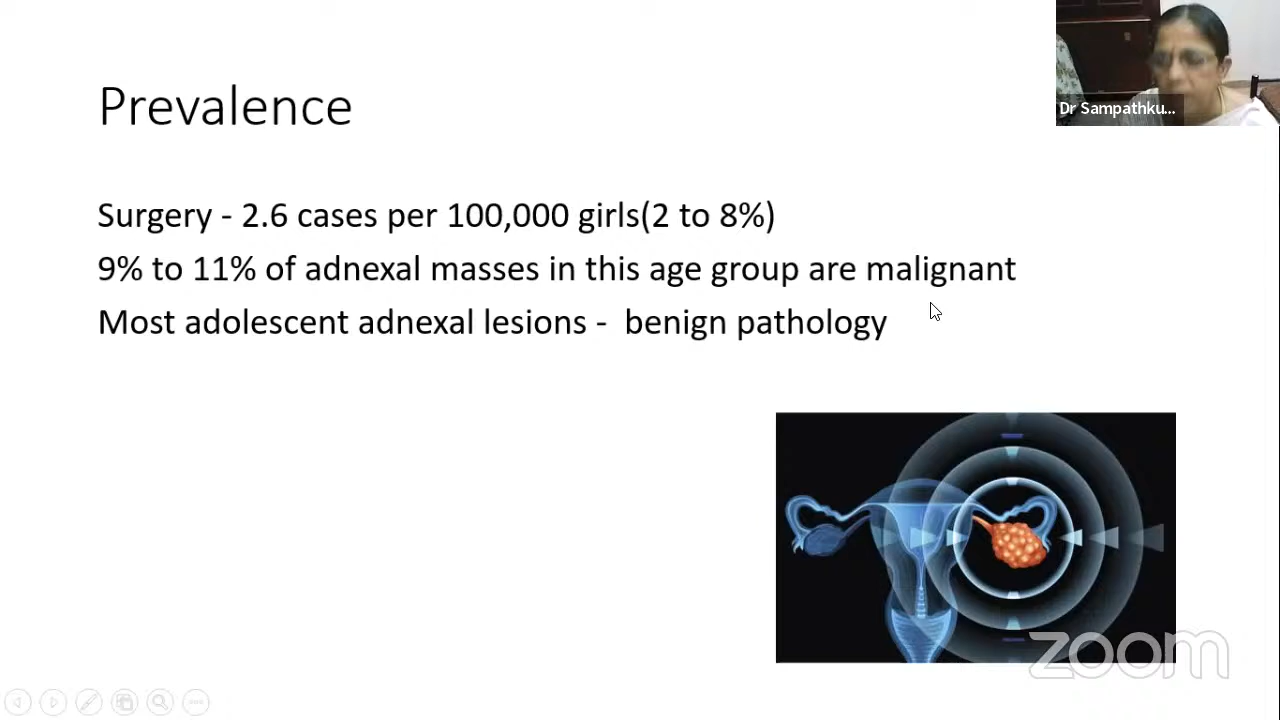 Prevalence
Dr Sampathku...
Surgery - 2.6 cases per 100,000 girls(2 to 8%)
9% to 11% of adnexal masses in this age group are malignant
Most adolescent adnexal lesions -  benign pathology
zoom